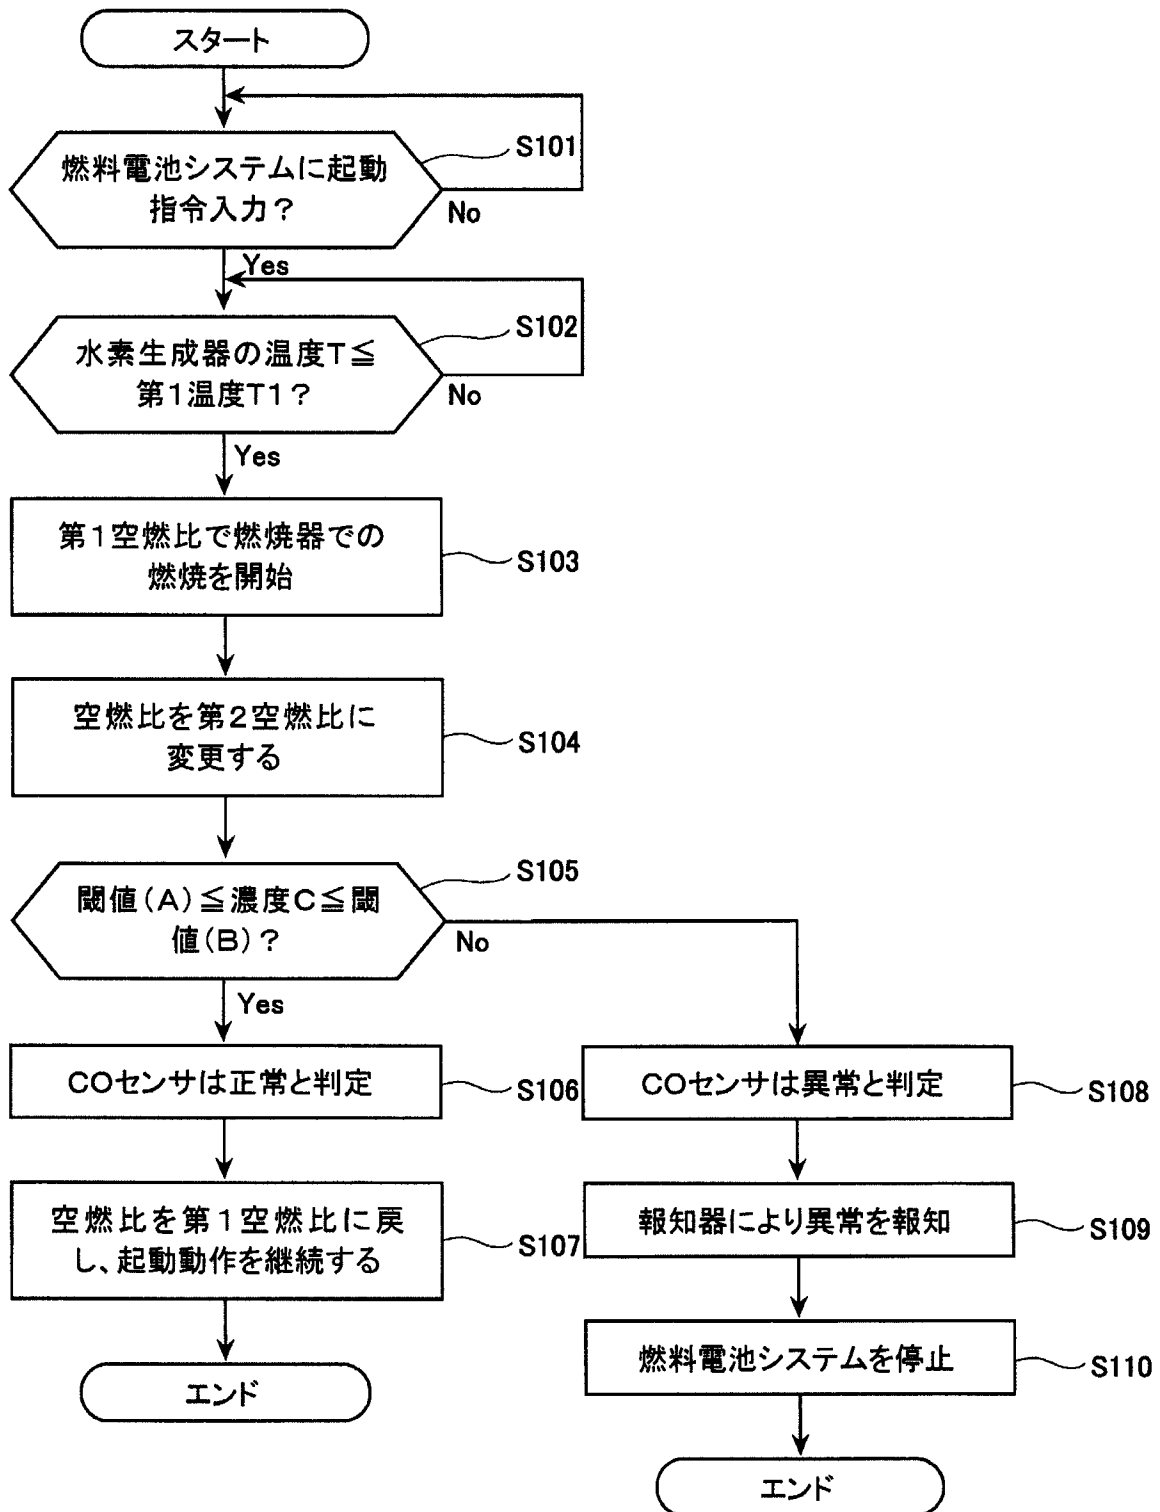 スタート
S101
燃料電池システムに起動
指令入力？
No
Yes
S102
水素生成器の温度T≦
第1温度T1？
No
Yes
第1空燃比で燃焼器での
燃焼を開始
S103
空燃比を第2空燃比に
変更する
S104
S105
閾値(A)≦濃度C≦閾
値(B)？
No
Yes
COセンサは正常と判定
S106
COセンサは異常と判定
S108
空燃比を第1空燃比に戻
し、起動動作を継続する
S107
報知器により異常を報知
S109
燃料電池システムを停止
S110
エンド
エンド